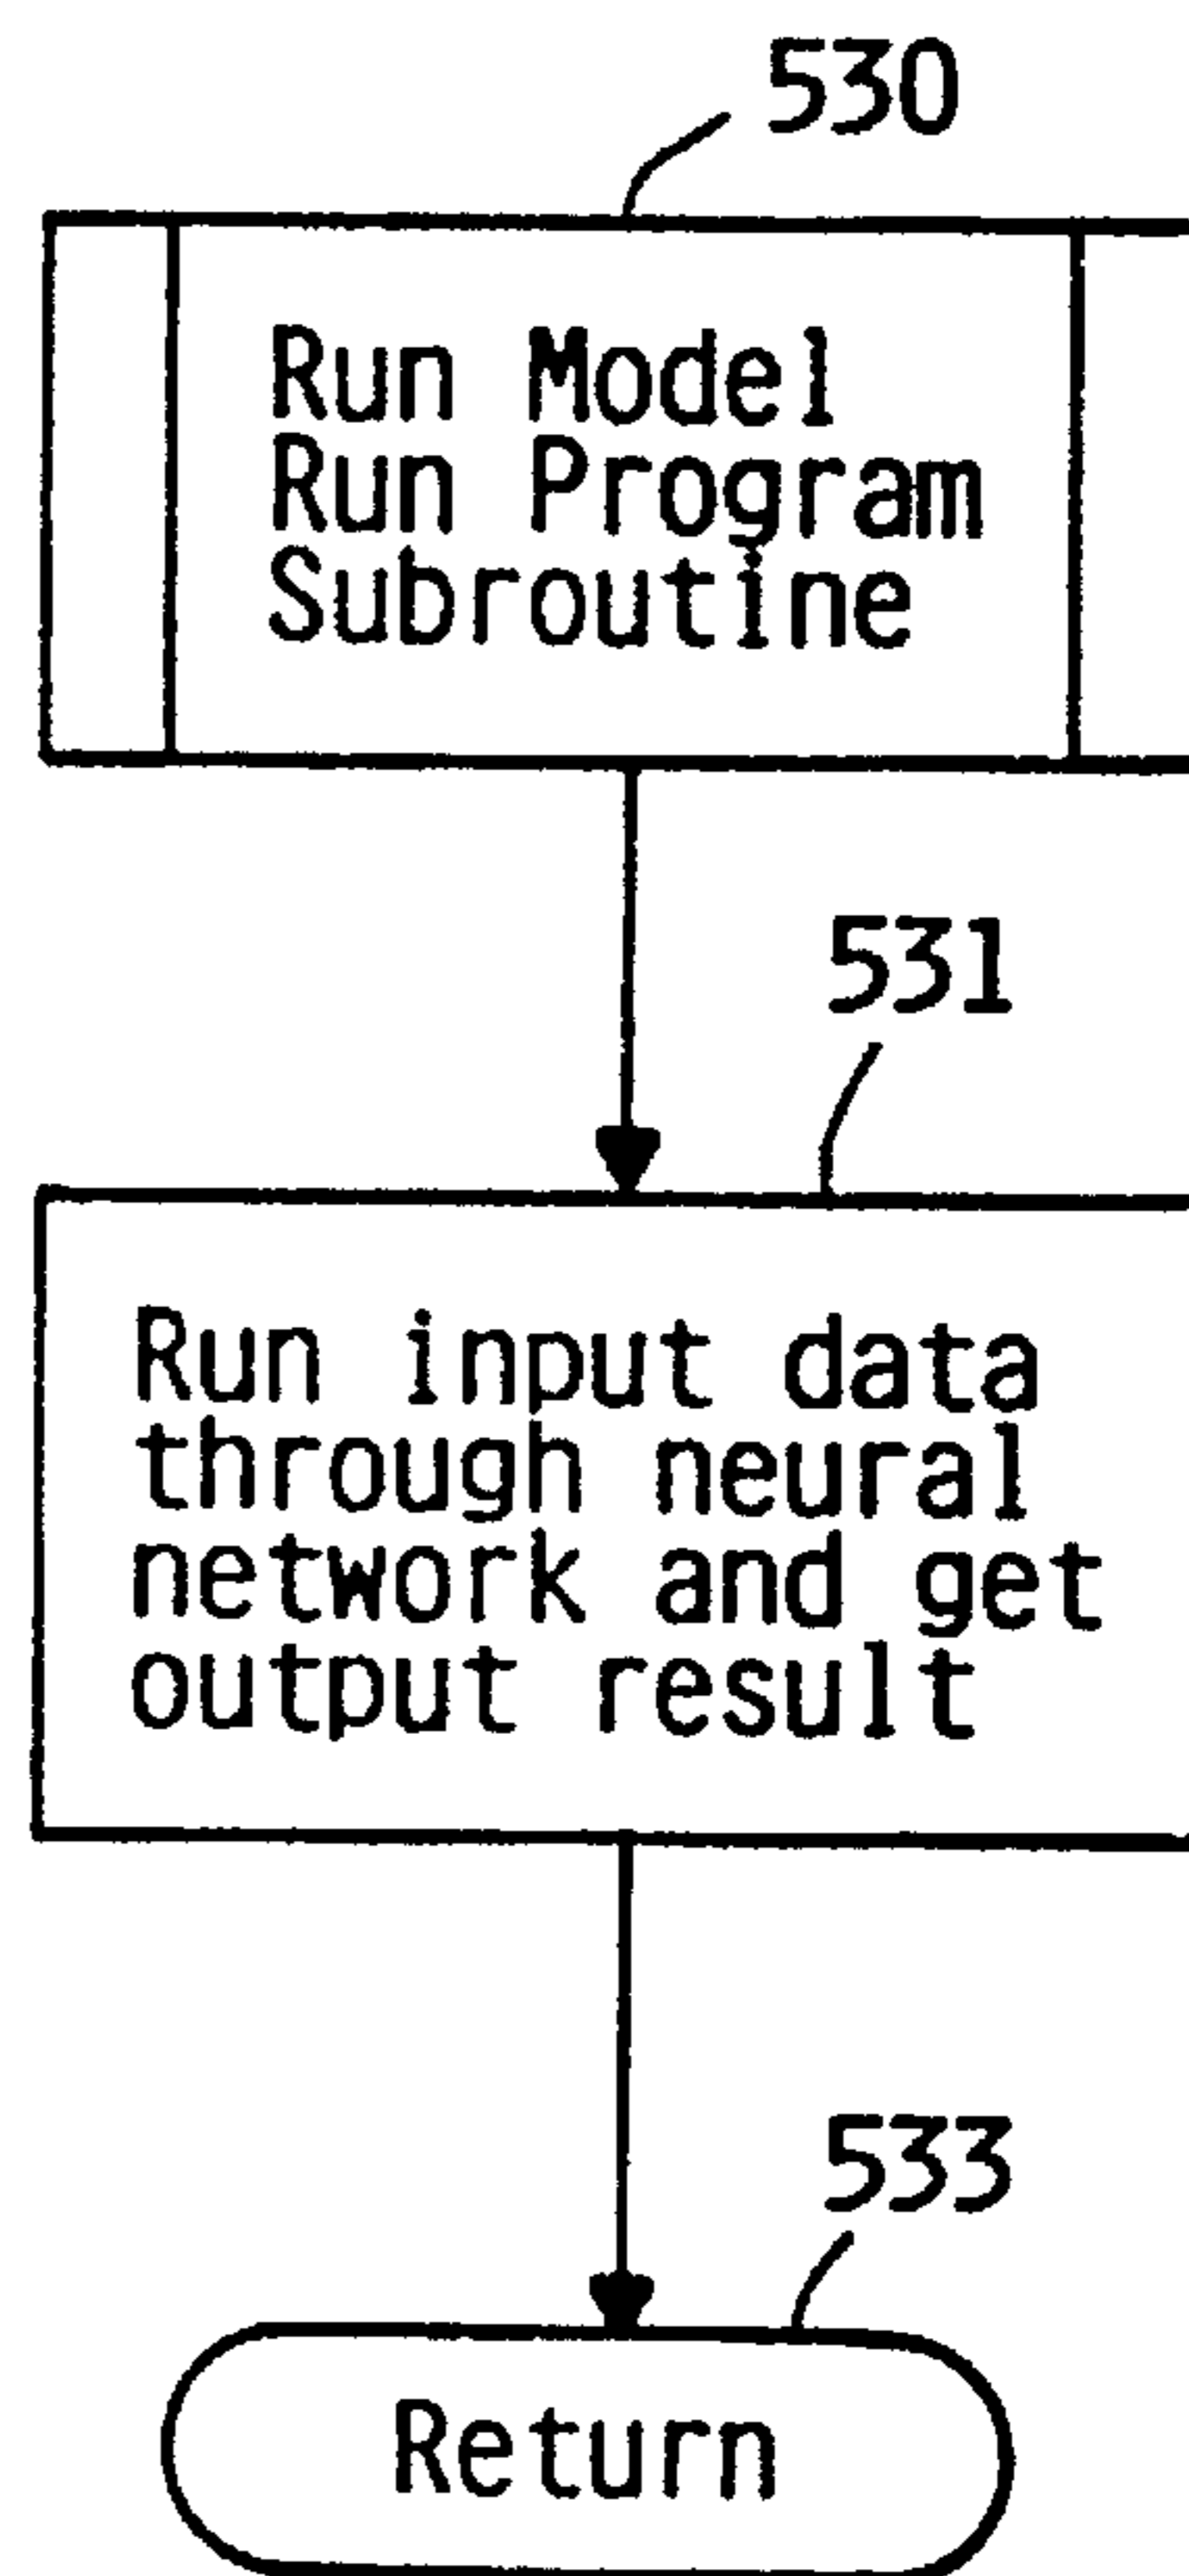 530
Run Model
Run Program
Subroutine
531
Run input data
through neural
network and get
output result
533
Return